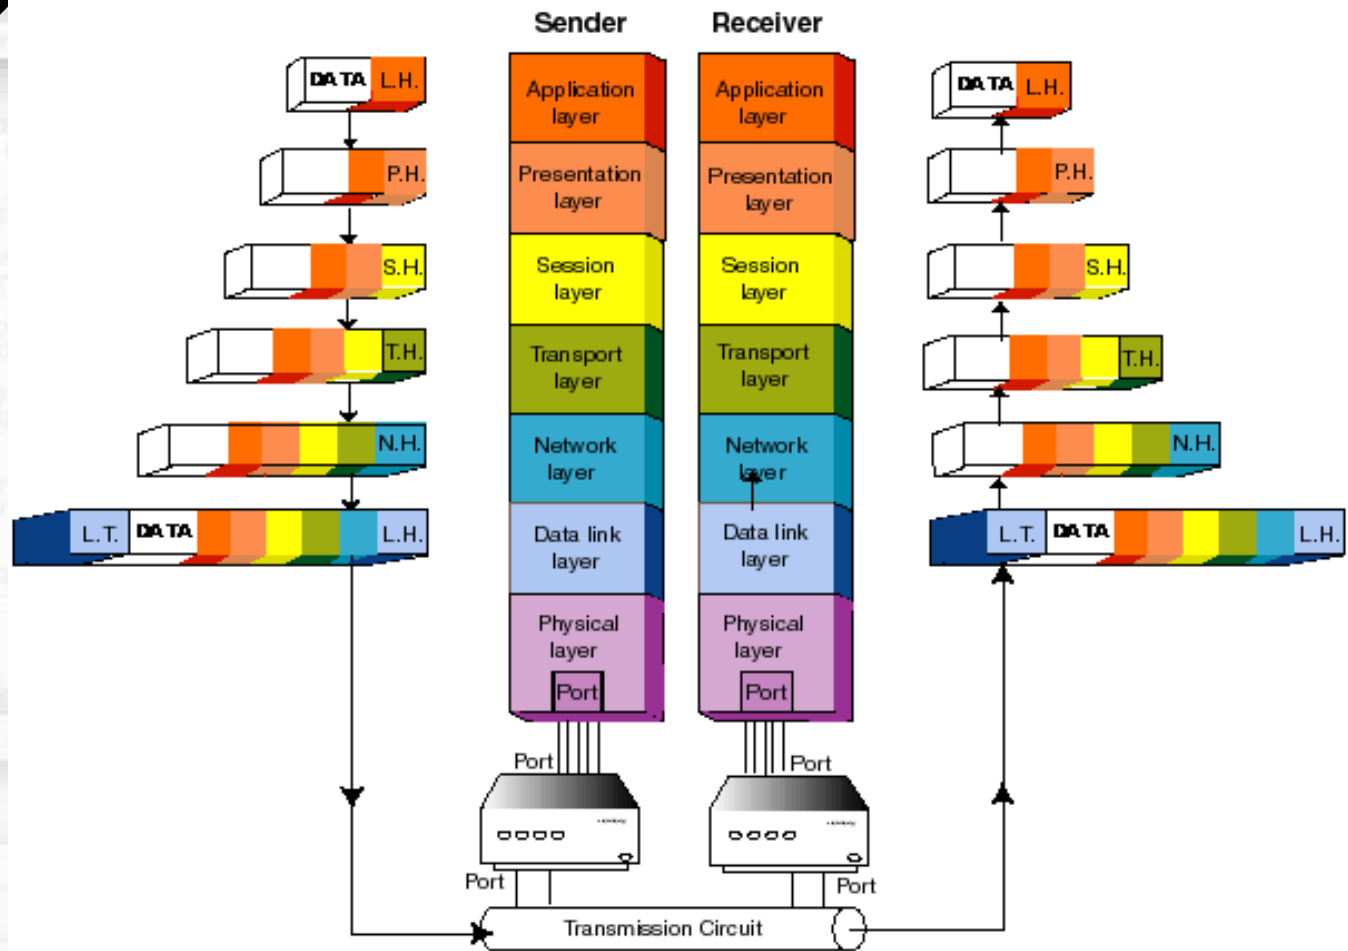 Sender
Receiver
DATA L.H.
P.H.
S.H.
T.H.
N.H.
L.T. DATA L.H.
Application
layer
Presentation
layer
Session
layer
Transport
layer
Network
layer
Data link
layer
Physical
layer
Port
Port
Port
Application
layer
Presentation
layer
Session
layer
Transport
layer
Network
layer
Data link
layer
Physical
layer
Port
Port
Port
DATA L.H.
P.H.
S.H.
T.H.
N.H.
L.T. DATA L.H.
Transmission Circuit